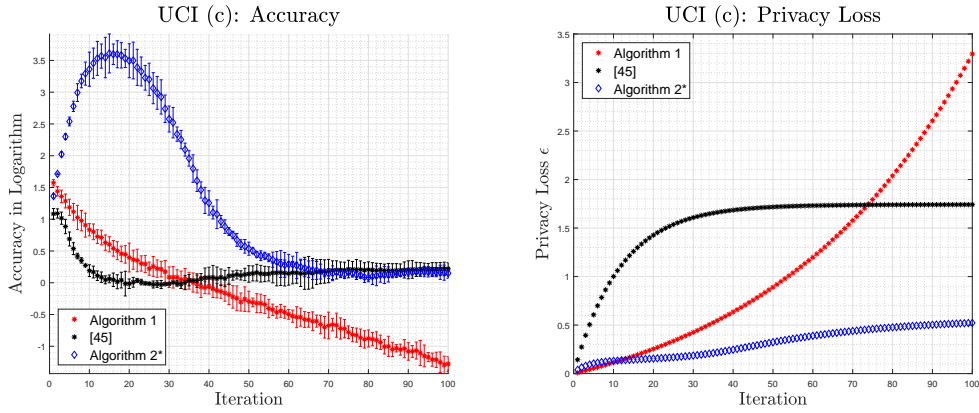 UCI (c): Accuracy
Accuracy in Logarithm
3.5
3
2.5
2
1.5
1
0.5
0
-0.5
-1
Algorithm 1
[45]
Algorithm 2*
0 10 20 30 40 50 60 70 80 90 100
Iteration
UCI (c): Privacy Loss
Privacy Loss ϵ
3.5
3
2.5
2
1.5
1
0.5
0
Algorithm 1
[45]
Algorithm 2*
0 10 20 30 40 50 60 70 80 90 100
Iteration